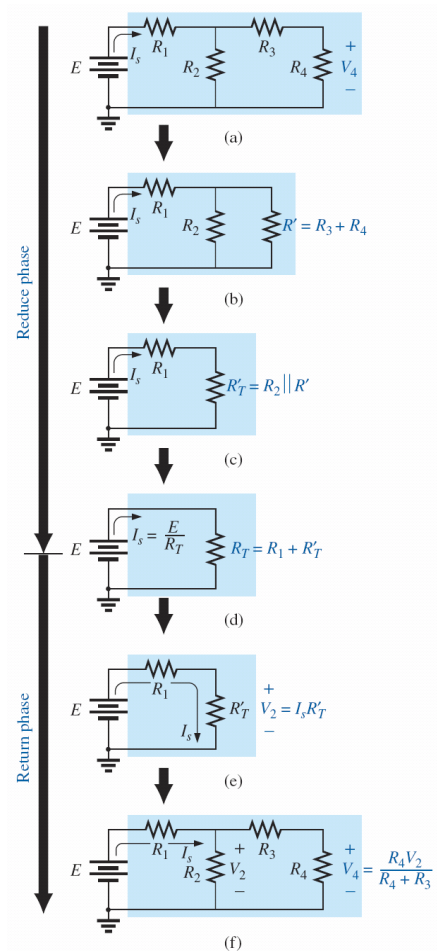 Reduce phase
E I_s R_1 R_2 R_3 R_4 + V_4 −
(a)
E I_s R_1 R_2 R′ = R_3 + R_4
(b)
E I_s R_1 R′_T = R_2 || R′
(c)
E I_s = E/R_T R_T = R_1 + R′_T
(d)
Return phase
E R_1 I_s R′_T + V_2 = I_s R′_T −
(e)
E R_1 I_s R_2 + V_2 − R_3 R_4 + V_4 = R_4V_2/(R_4 + R_3) −
(f)